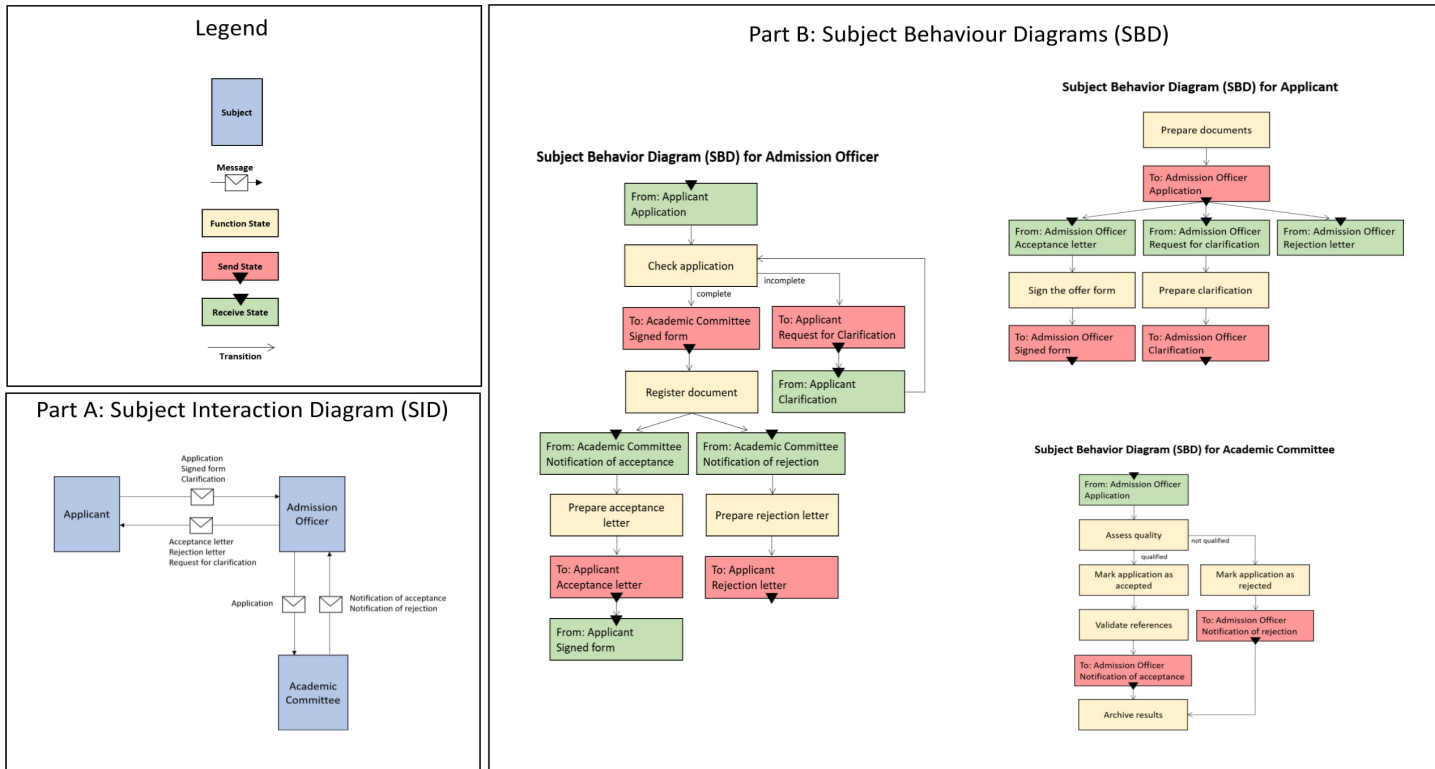 Legend
Subject
Message
Function State
Send State
Receive State
Transition
Part A: Subject Interaction Diagram (SID)
Application
Signed form
Clarification
Applicant
Admission
Officer
Acceptance letter
Rejection letter
Request for clarification
Application
Notification of acceptance
Notification of rejection
Academic
Committee
Part B: Subject Behaviour Diagrams (SBD)
Subject Behavior Diagram (SBD) for Admission Officer
From: Applicant
Application
Check application
incomplete
complete
To: Academic Committee
Signed form
To: Applicant
Request for Clarification
Register document
From: Applicant
Clarification
From: Academic Committee
Notification of acceptance
From: Academic Committee
Notification of rejection
Prepare acceptance
letter
Prepare rejection letter
To: Applicant
Acceptance letter
To: Applicant
Rejection letter
From: Applicant
Signed form
Subject Behavior Diagram (SBD) for Applicant
Prepare documents
To: Admission Officer
Application
From: Admission Officer
Acceptance letter
From: Admission Officer
Request for clarification
From: Admission Officer
Rejection letter
Sign the offer form
Prepare clarification
To: Admission Officer
Signed form
To: Admission Officer
Clarification
Subject Behavior Diagram (SBD) for Academic Committee
From: Admission Officer
Application
Assess quality
not qualified
qualified
Mark application as
accepted
Mark application as
rejected
Validate references
To: Admission Officer
Notification of rejection
To: Admission Officer
Notification of acceptance
Archive results